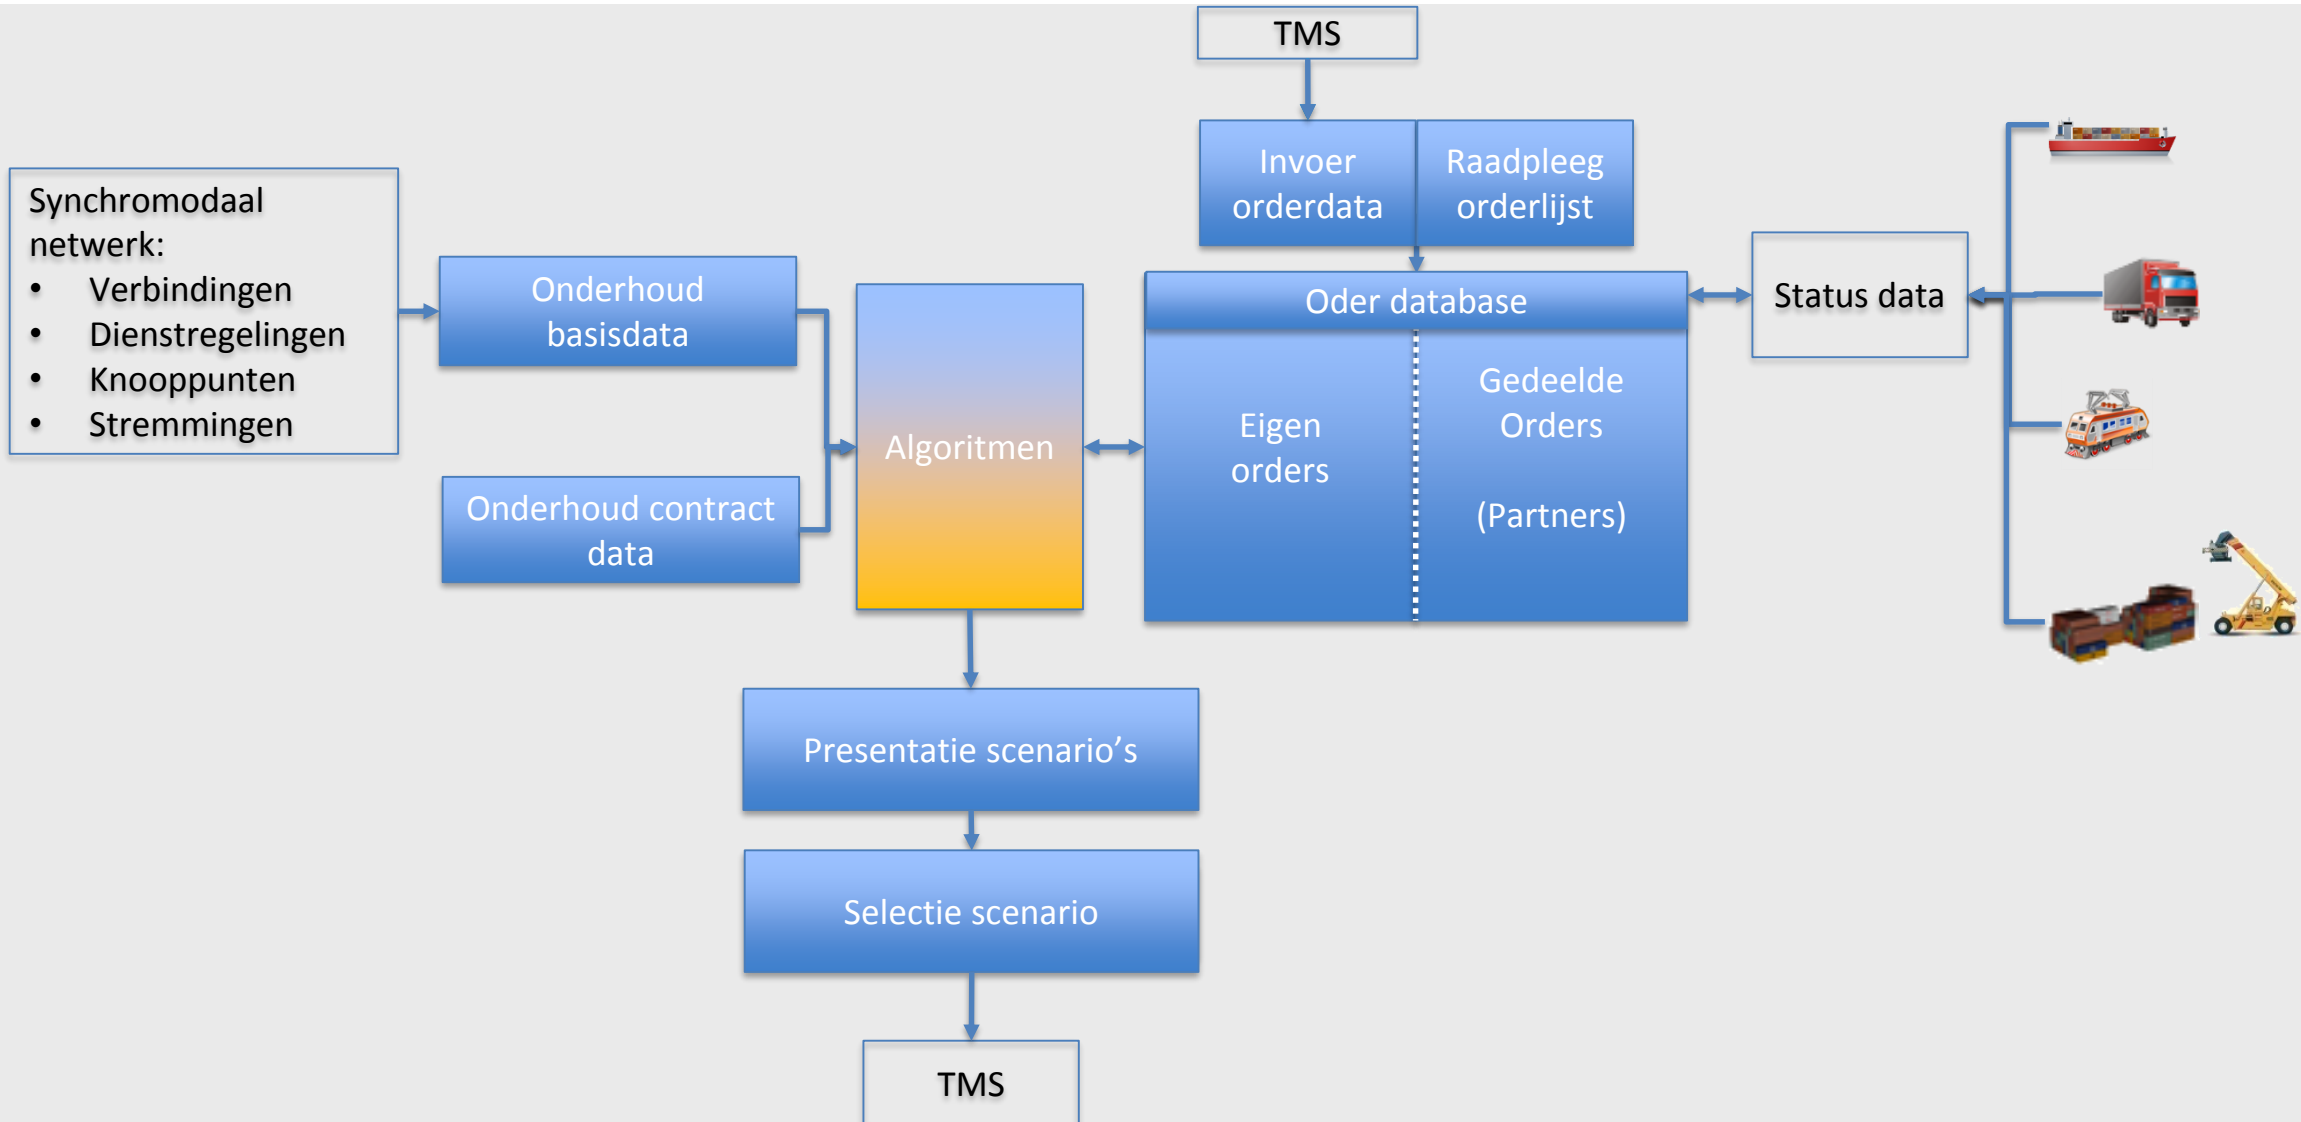 TMS
Invoer
orderdata
Raadpleeg
orderlijst
Synchromodaal
netwerk:
• Verbindingen
• Dienstregelingen
• Knooppunten
• Stremmingen
Onderhoud
basisdata
Onderhoud contract
data
Algoritmen
Oder database
Eigen
orders
Gedeelde
Orders
(Partners)
Status data
Presentatie scenario’s
Selectie scenario
TMS